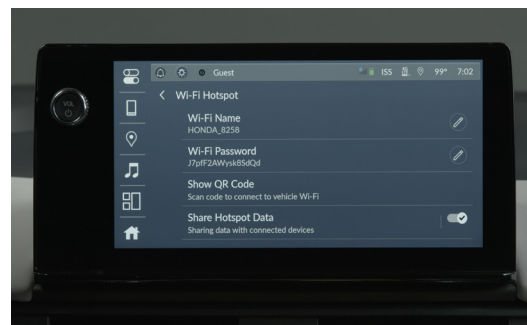 VOL
Guest
ISS
99° 7:02
Wi-Fi Hotspot
Wi-Fi Name
HONDA_8258
Wi-Fi Password
J7pfF2AWysk85dQd
Show QR Code
Scan code to connect to vehicle Wi-Fi
Share Hotspot Data
Sharing data with connected devices